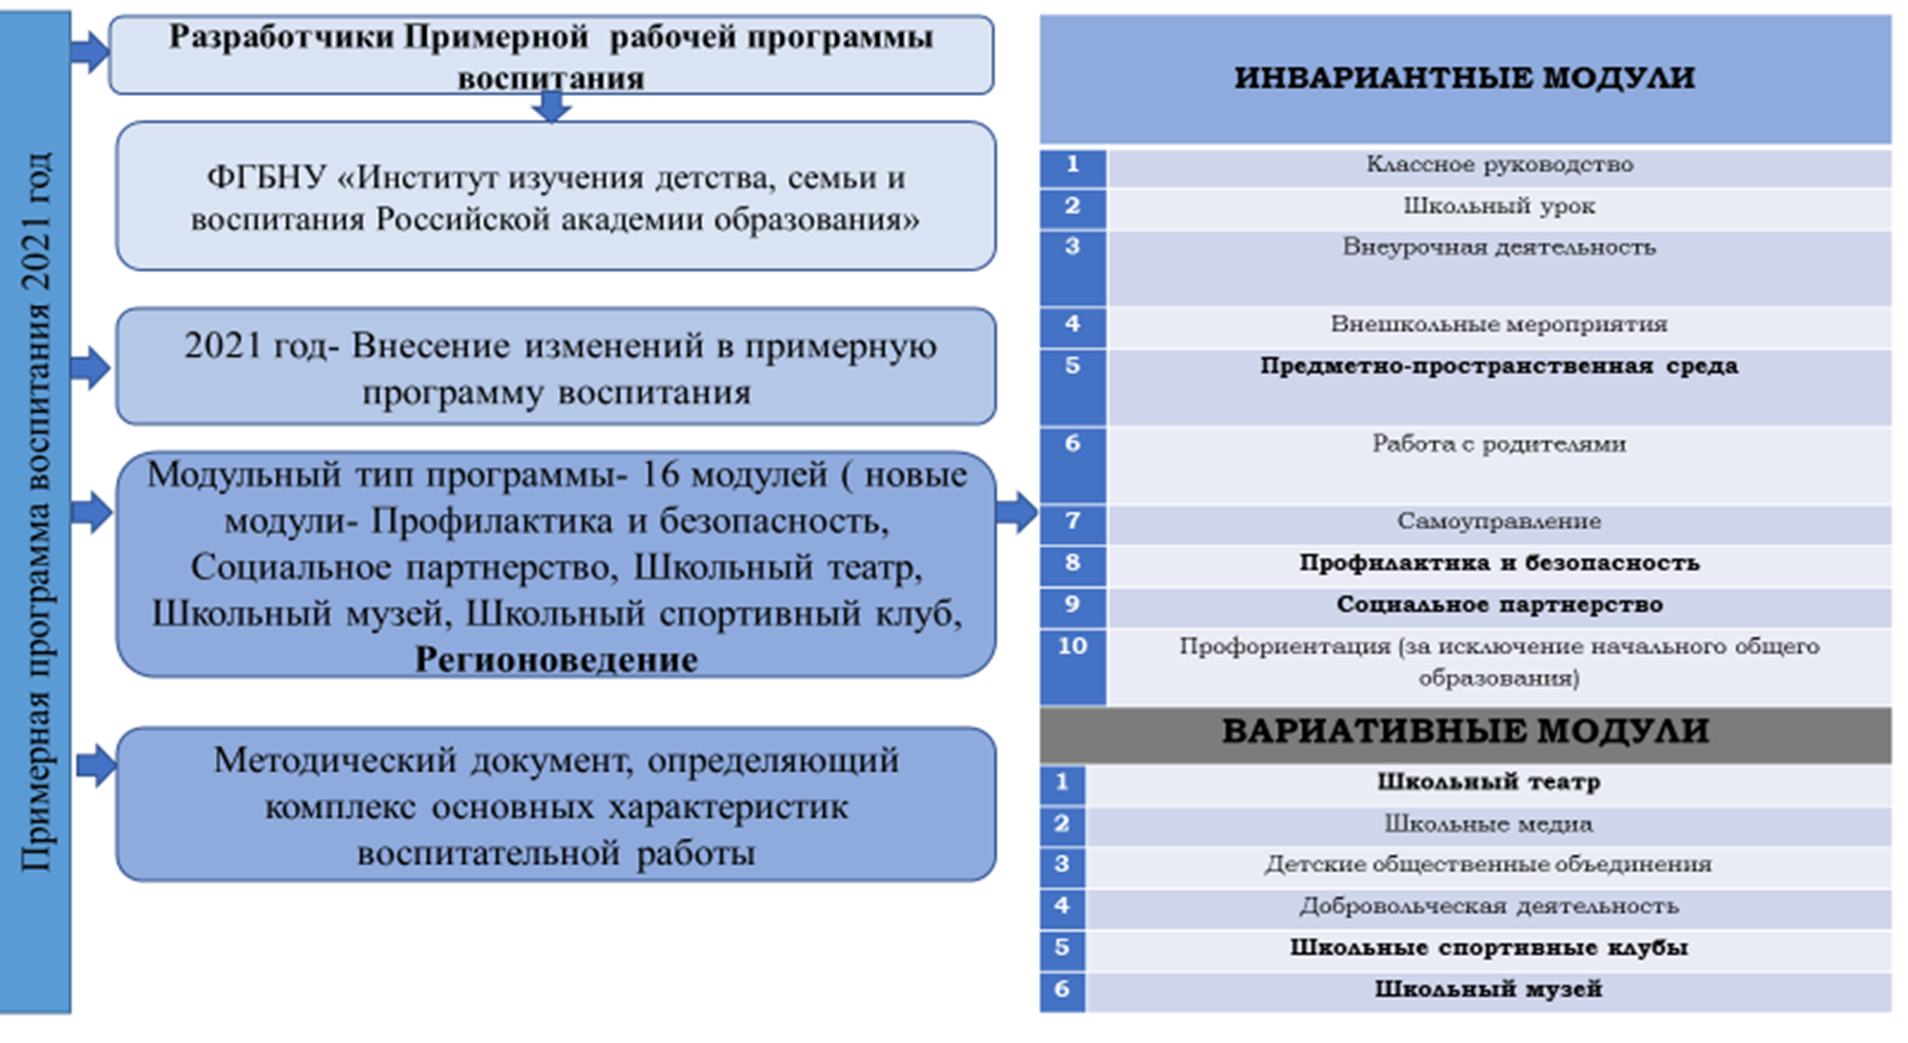 Примерная программа воспитания 2021 год
Разработчики Примерной рабочей программы
воспитания
ФГБНУ «Институт изучения детства, семьи и
воспитания Российской академии образования»
2021 год- Внесение изменений в примерную
программу воспитания
Модульный тип программы- 16 модулей ( новые
модули- Профилактика и безопасность,
Социальное партнерство, Школьный театр,
Школьный музей, Школьный спортивный клуб,
Регионоведение
Методический документ, определяющий
комплекс основных характеристик
воспитательной работы
ИНВАРИАНТНЫЕ МОДУЛИ
1 Классное руководство
2 Школьный урок
3 Внеурочная деятельность
4 Внешкольные мероприятия
5 Предметно-пространственная среда
6 Работа с родителями
7 Самоуправление
8 Профилактика и безопасность
9 Социальное партнерство
10 Профориентация (за исключение начального общего
образования)
ВАРИАТИВНЫЕ МОДУЛИ
1 Школьный театр
2 Школьные медиа
3 Детские общественные объединения
4 Добровольческая деятельность
5 Школьные спортивные клубы
6 Школьный музей